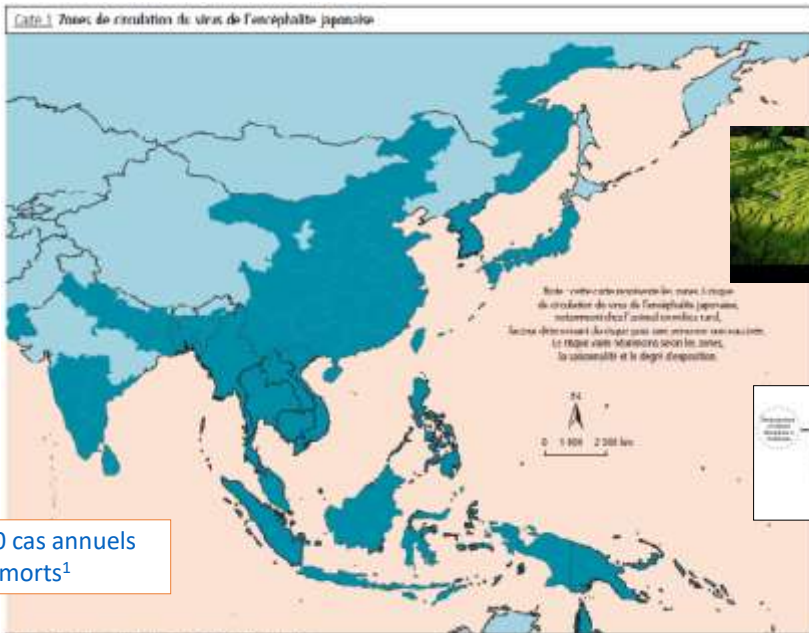 Carte 1 Zones de circulation du virus de l'encéphalite japonaise
Note : cette carte représente les zones à risque
de circulation du virus de l'encéphalite japonaise,
notamment chez l'animal en milieu rural,
facteur déterminant du risque pour une personne non vaccinée.
Le risque varie néanmoins selon les zones,
la saisonnalité et le degré d'exposition.
N
0 1 000 2 000 km
0 cas annuels
morts¹